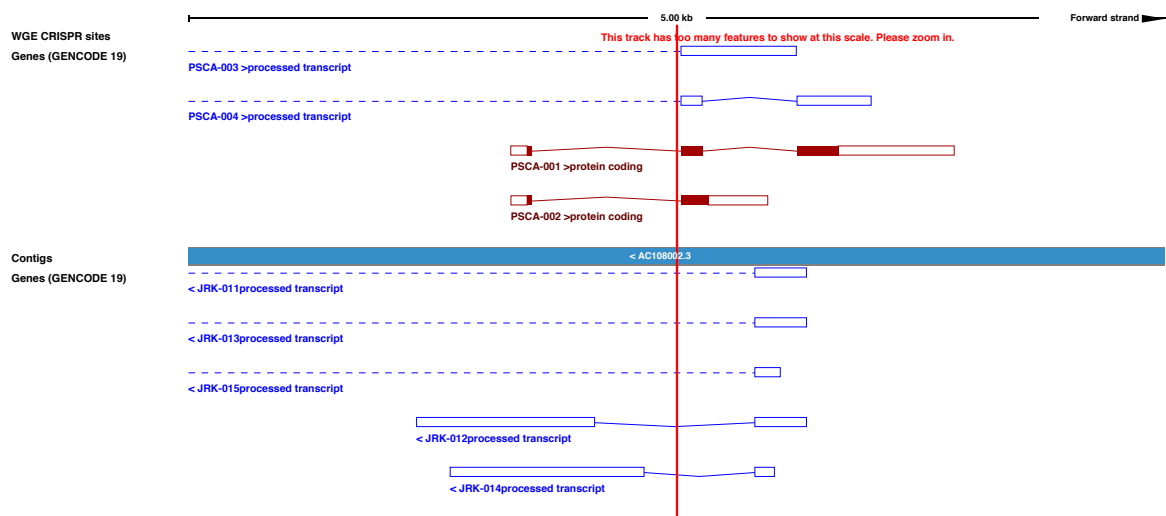 5.00 kb
Forward strand
WGE CRISPR sites
This track has too many features to show at this scale. Please zoom in.
Genes (GENCODE 19)
PSCA-003 >processed transcript
PSCA-004 >processed transcript
PSCA-001 >protein coding
PSCA-002 >protein coding
Contigs
< AC108002.3
Genes (GENCODE 19)
< JRK-011processed transcript
< JRK-013processed transcript
< JRK-015processed transcript
< JRK-012processed transcript
< JRK-014processed transcript